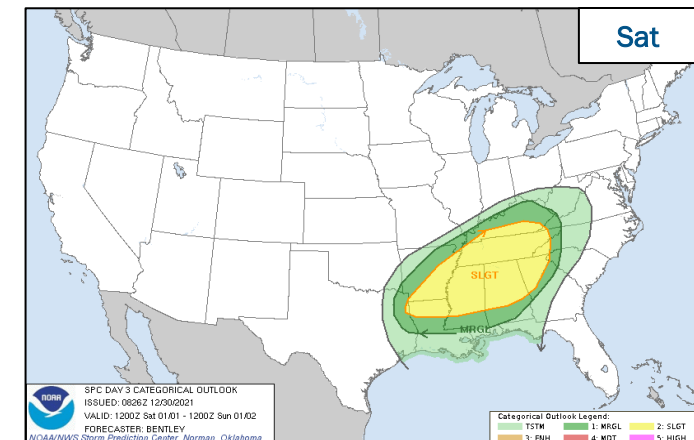 Sat
SLGT
MRGL
NOAA
SPC DAY 3 CATEGORICAL OUTLOOK
ISSUED: 0826Z 12/30/2021
VALID: 1200Z Sat 01/01 - 1200Z Sun 01/02
FORECASTER: BENTLEY
NOAA/NWS Storm Prediction Center, Norman, Oklahoma
Categorical Outlook Legend:
TSTM 1: MRGL 2: SLGT
3: ENH 4: MDT 5: HIGH